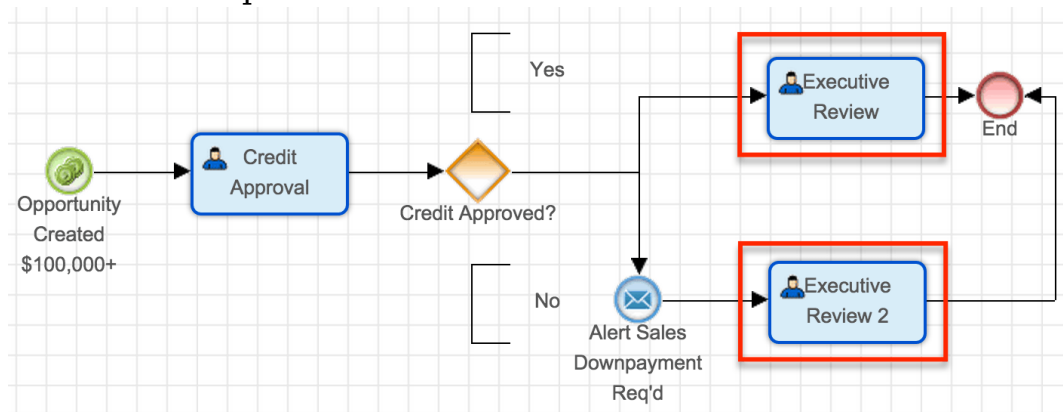 Opportunity
Created
$100,000+
Credit
Approval
Credit Approved?
Yes
Executive
Review
End
No
Alert Sales
Downpayment
Req'd
Executive
Review 2